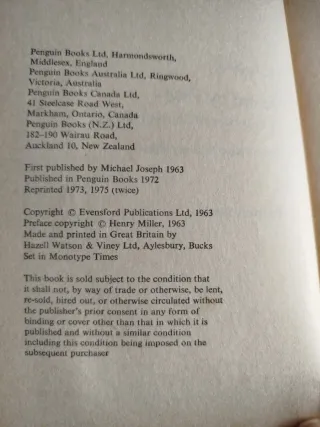 Penguin Books Ltd, Harmondsworth,
Middlesex, England
Penguin Books Australia Ltd, Ringwood,
Victoria, Australia
Penguin Books Canada Ltd,
41 Steelcase Road West,
Markham, Ontario, Canada
Penguin Books (N.Z.) Ltd,
182–190 Wairau Road,
Auckland 10, New Zealand
First published by Michael Joseph 1963
Published in Penguin Books 1972
Reprinted 1973, 1975 (twice)
Copyright © Evensford Publications Ltd, 1963
Preface copyright © Henry Miller, 1963
Made and printed in Great Britain by
Hazell Watson & Viney Ltd, Aylesbury, Bucks
Set in Monotype Times
This book is sold subject to the condition that
it shall not, by way of trade or otherwise, be lent,
re-sold, hired out, or otherwise circulated without
the publisher's prior consent in any form of
binding or cover other than that in which it is
published and without a similar condition
including this condition being imposed on the
subsequent purchaser